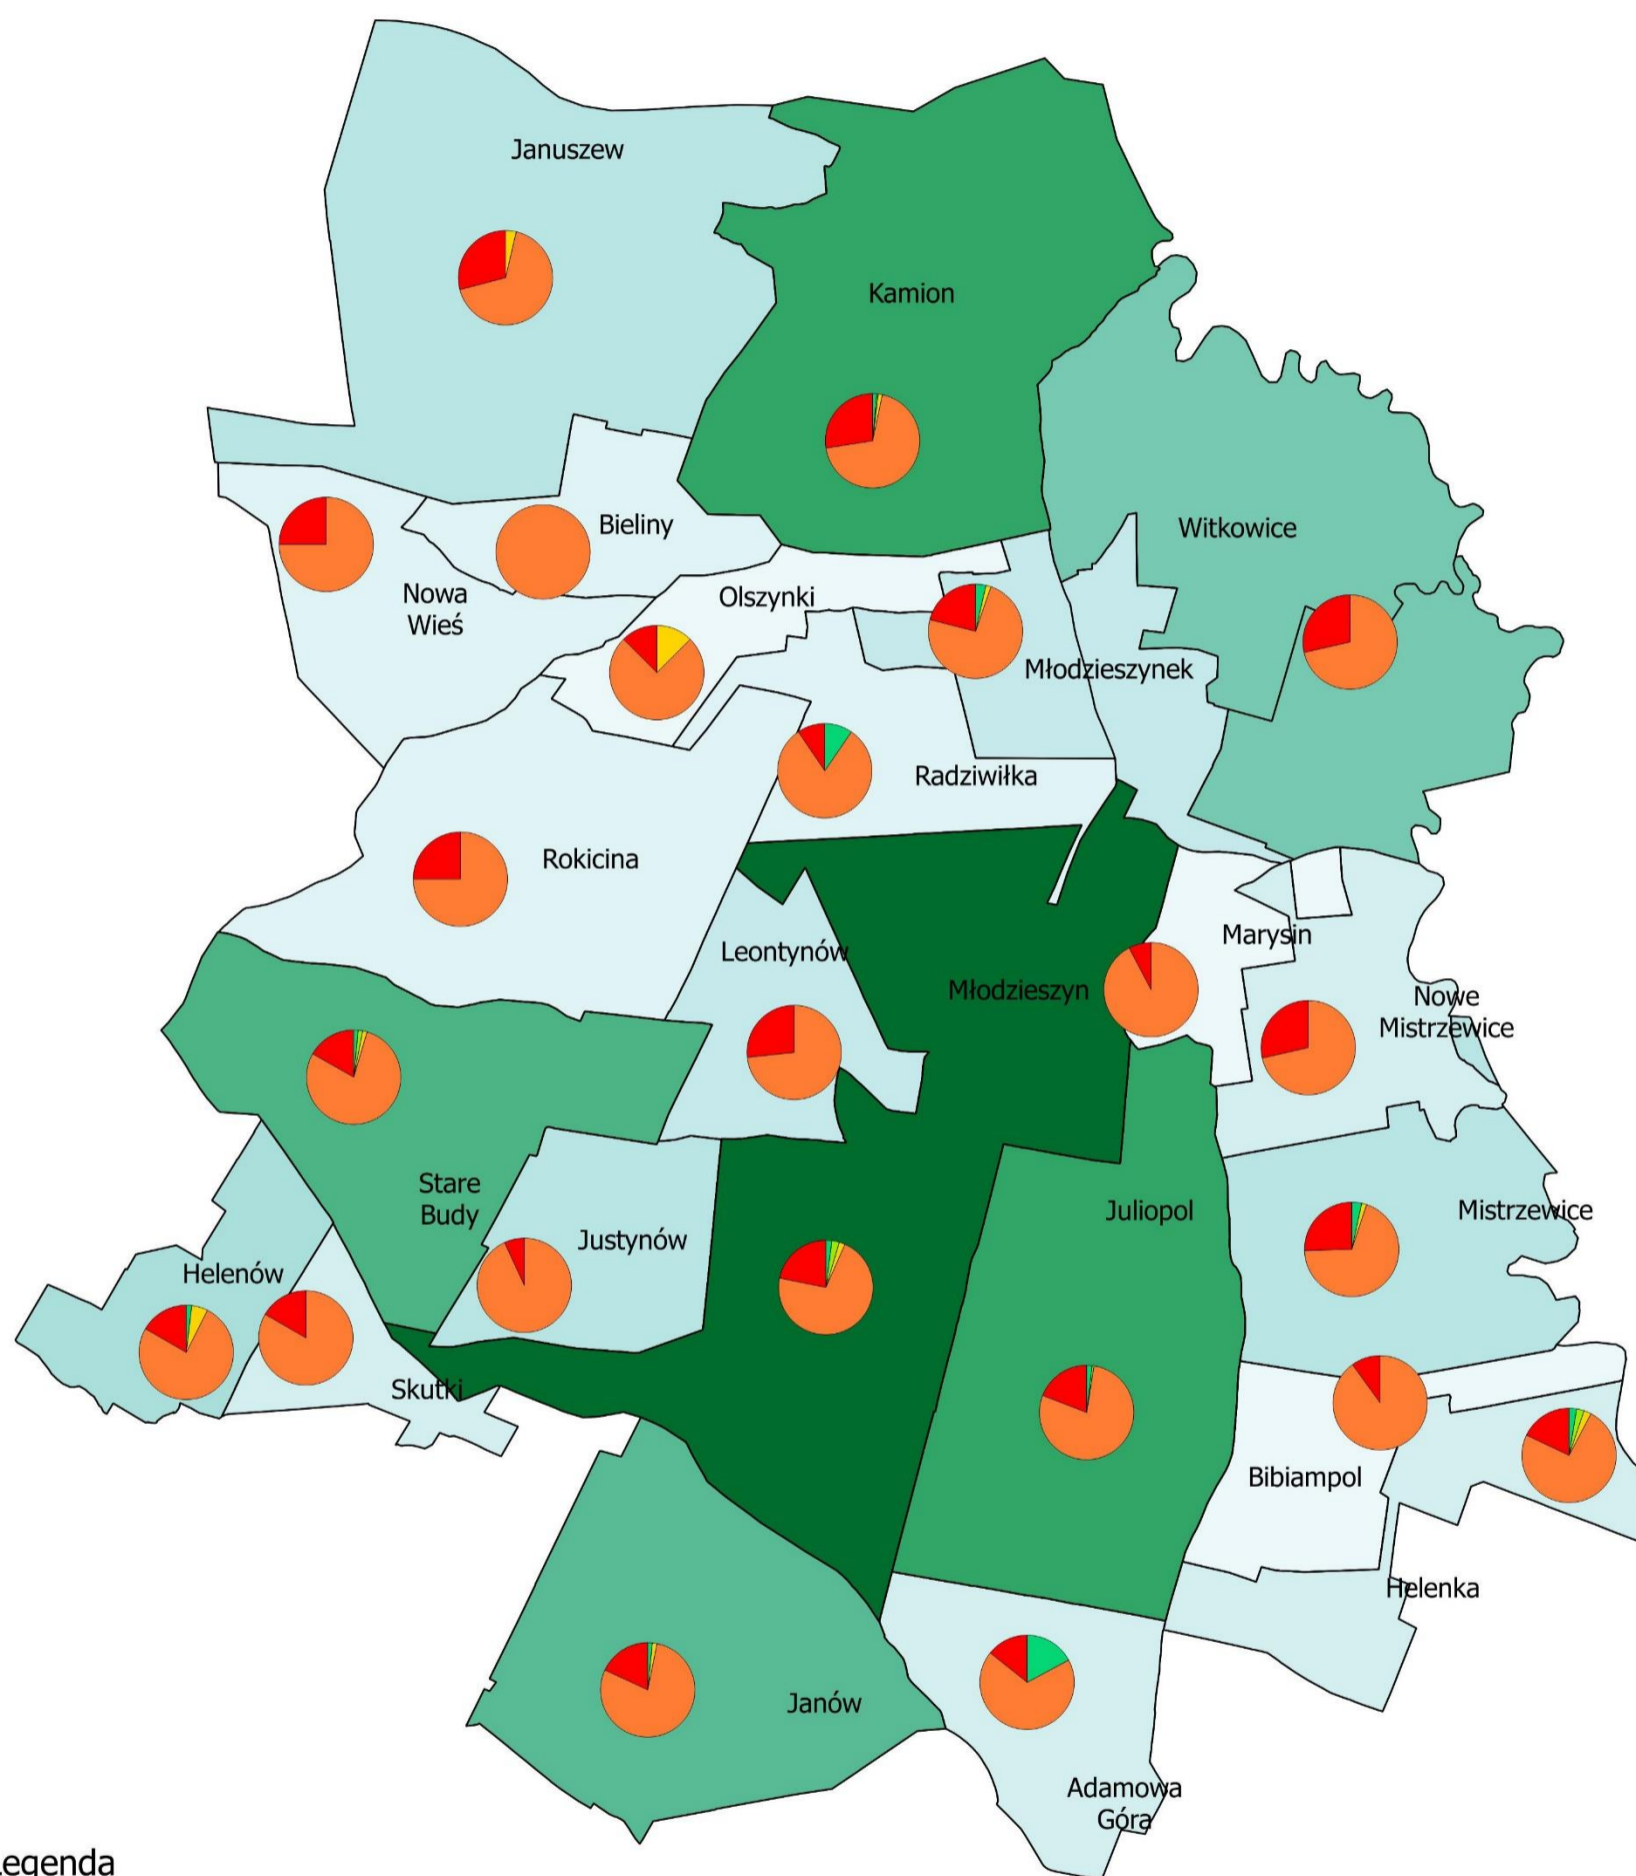 Januszew
Kamion
Bieliny
Witkowice
Nowa
Wieś
Olszynki
Młodzieszynek
Radziwiłka
Rokicina
Leontynów
Marysin
Młodzieszyn
Nowe
Mistrzewice
Stare
Budy
Justynów
Juliopol
Mistrzewice
Helenów
Skutki
Bibiampol
Helenka
Janów
Adamowa
Góra
egenda